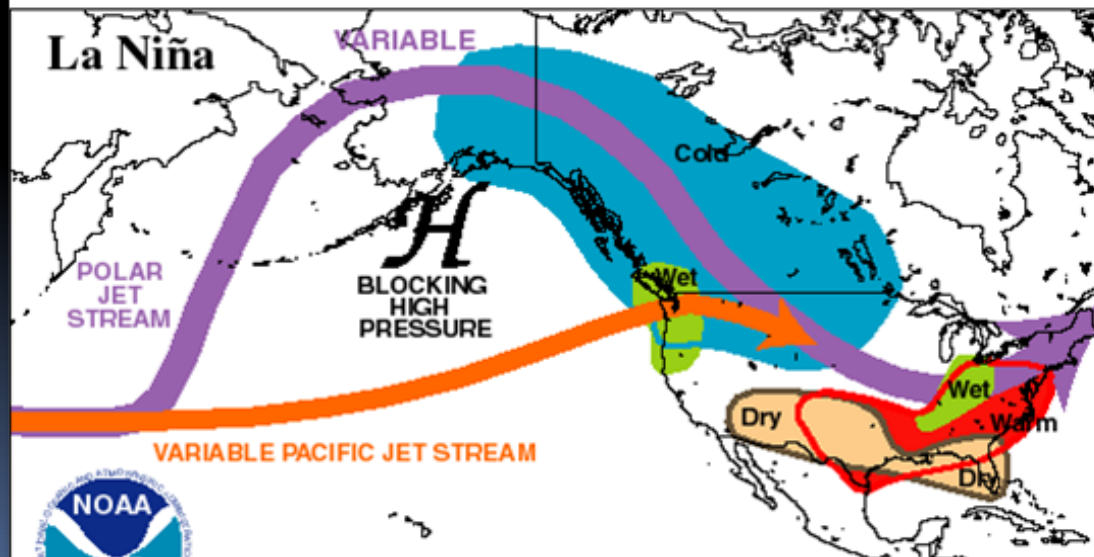 La Niña
VARIABLE
Cold
POLAR
JET
STREAM
H
BLOCKING
HIGH
PRESSURE
Wet
VARIABLE PACIFIC JET STREAM
Dry
Wet
Warm
Dry
NOAA